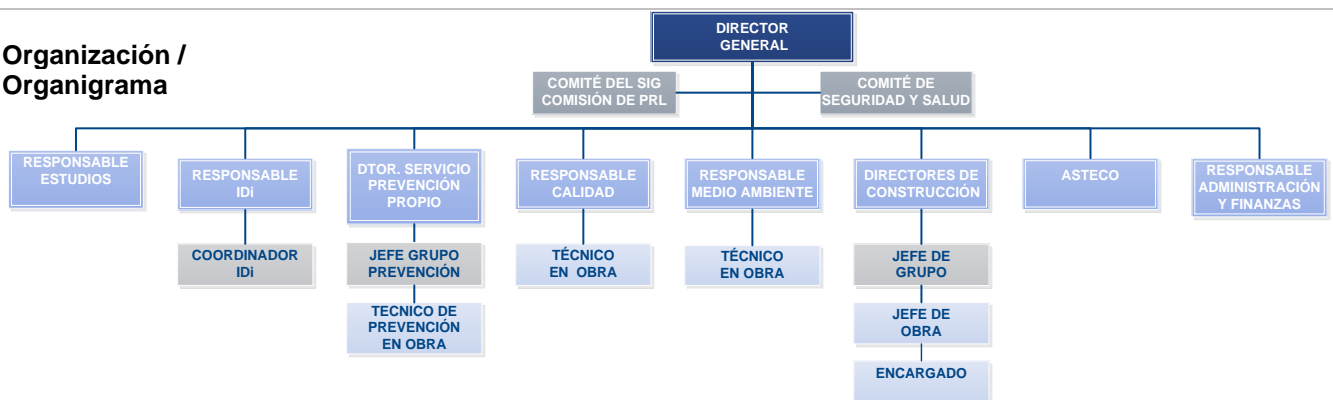 Organización /
Organigrama
DIRECTOR
GENERAL
COMITÉ DEL SIG
COMISIÓN DE PRL
COMITÉ DE
SEGURIDAD Y SALUD
RESPONSABLE
ESTUDIOS
RESPONSABLE
IDi
DTOR. SERVICIO
PREVENCIÓN
PROPIO
RESPONSABLE
CALIDAD
RESPONSABLE
MEDIO AMBIENTE
DIRECTORES DE
CONSTRUCCIÓN
ASTECO
RESPONSABLE
ADMINISTRACIÓN
Y FINANZAS
COORDINADOR
IDi
JEFE GRUPO
PREVENCIÓN
TÉCNICO
EN OBRA
TÉCNICO
EN OBRA
JEFE DE
GRUPO
TECNICO DE
PREVENCIÓN
EN OBRA
JEFE DE
OBRA
ENCARGADO